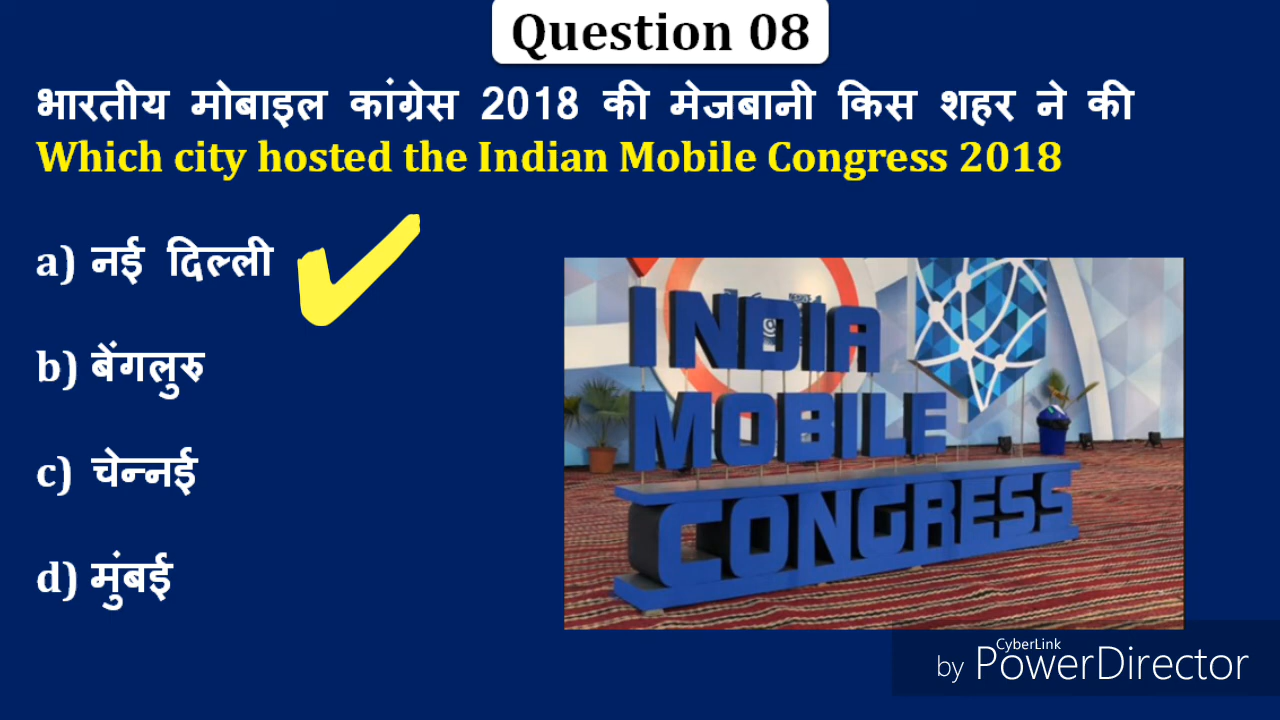 Question 08
भारतीय मोबाइल कांग्रेस 2018 की मेजबानी किस शहर ने की
Which city hosted the Indian Mobile Congress 2018
a) नई दिल्ली
b) बेंगलुरु
c) चेन्नई
d) मुंबई
INDIA
MOBILE
CONGRESS
CyberLink
by PowerDirector